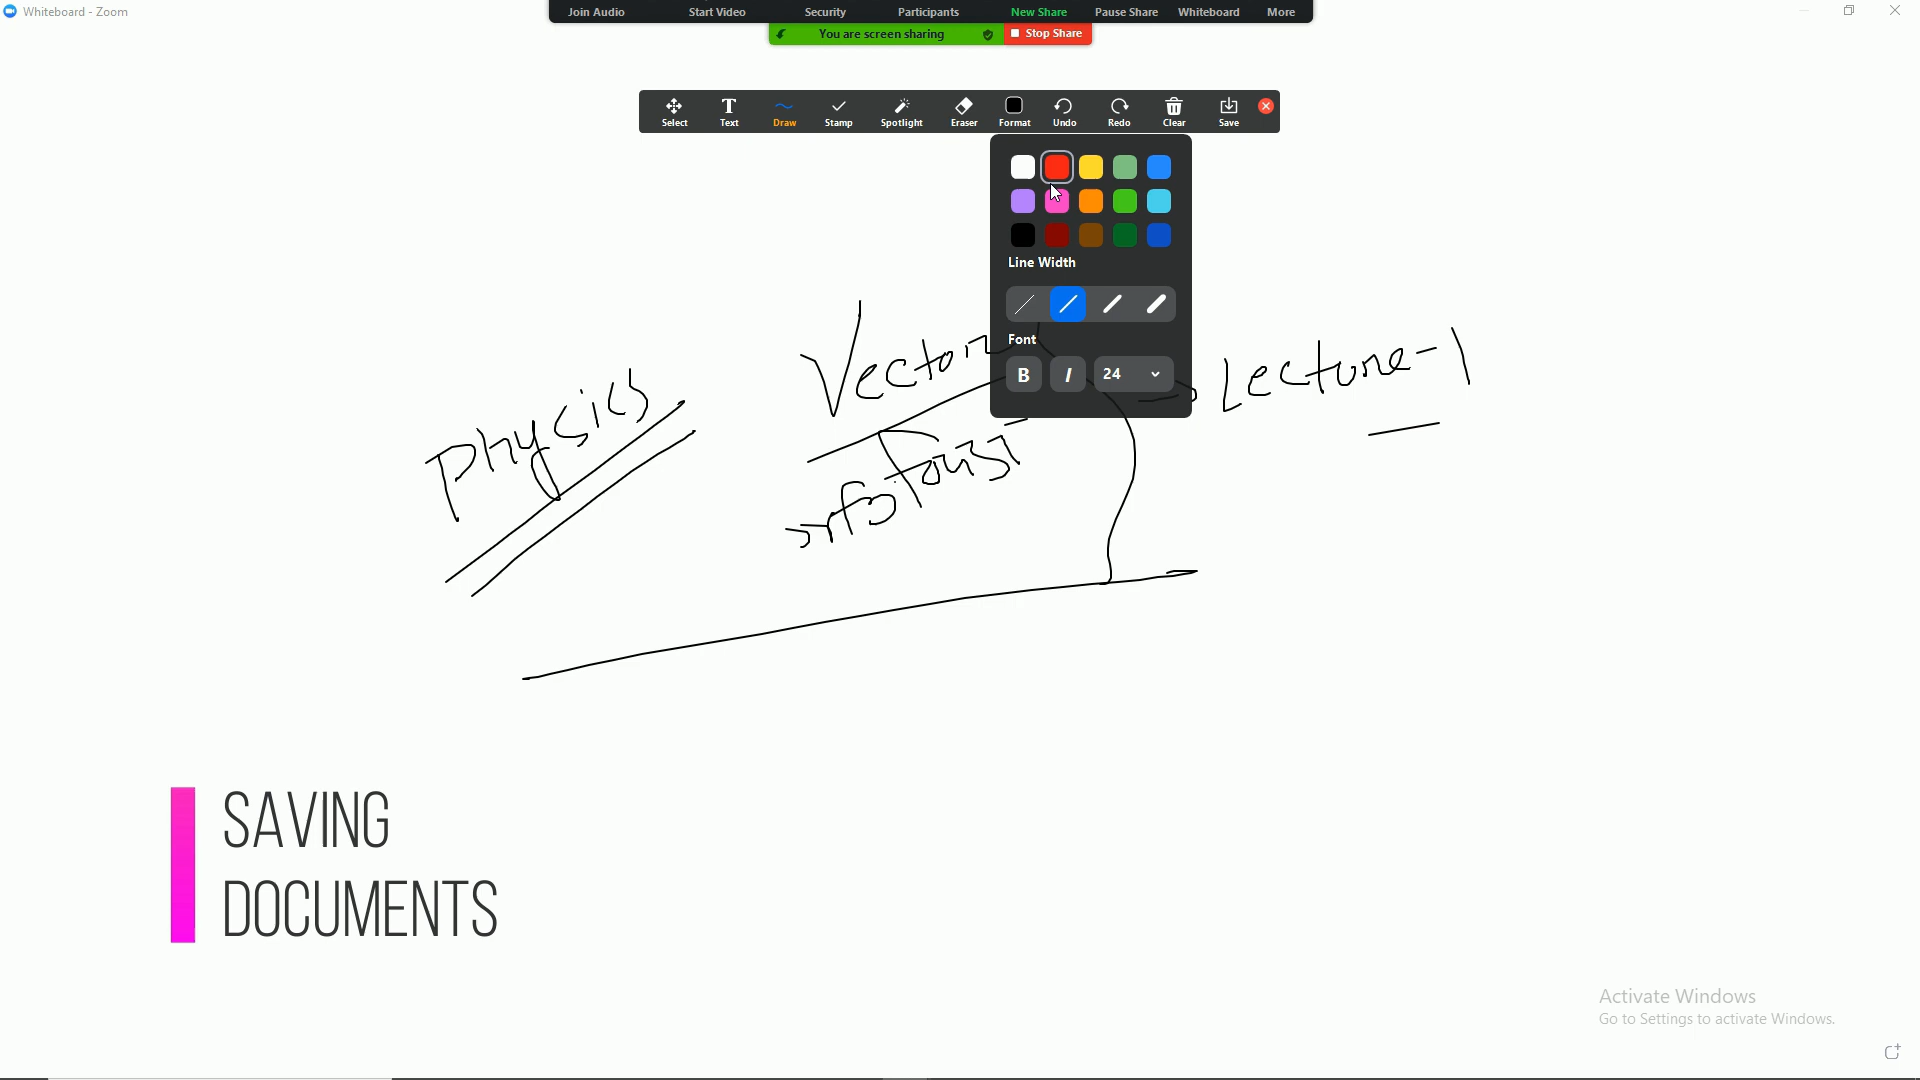 Whiteboard - Zoom
Join Audio Start Video Security Participants New Share Pause Share Whiteboard More
You are screen sharing Stop Share
Select Text Draw Stamp Spotlight Eraser Format Undo Redo Clear Save
Line Width
Font
B I 24
Physics
Vector
Lecture-1
SAVING
DOCUMENTS
Activate Windows
Go to Settings to activate Windows.